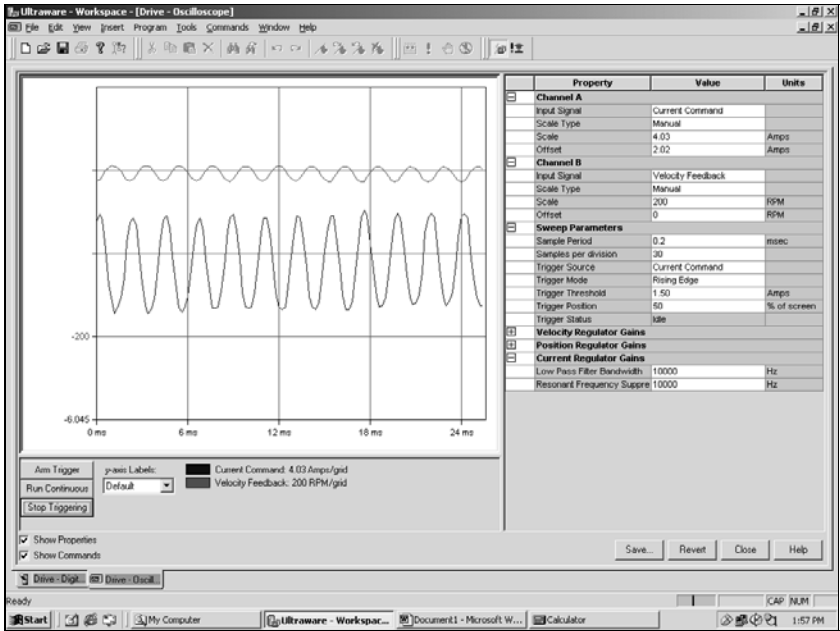 Ultraware - Workspace - [Drive - Oscilloscope]
File Edit View Insert Program Tools Commands Window Help
-200
-6.045
0 ms 6 ms 12 ms 18 ms 24 ms
Arm Trigger
Run Continuous
Stop Triggering
y-axis Labels:
Default
Current Command: 4.03 Amps/grid
Velocity Feedback: 200 RPM/grid
Property Value Units
Channel A
Input Signal Current Command
Scale Type Manual
Scale 4.03 Amps
Offset 2.02 Amps
Channel B
Input Signal Velocity Feedback
Scale Type Manual
Scale 200 RPM
Offset 0 RPM
Sweep Parameters
Sample Period 0.2 msec
Samples per division 30
Trigger Source Current Command
Trigger Mode Rising Edge
Trigger Threshold 1.50 Amps
Trigger Position 50 % of screen
Trigger Status Idle
Velocity Regulator Gains
Position Regulator Gains
Current Regulator Gains
Low Pass Filter Bandwidth 10000 Hz
Resonant Frequency Suppre 10000 Hz
Show Properties
Show Commands
Save... Revert Close Help
Drive - Digit... Drive - Oscill...
Ready
CAP NUM
Start My Computer Ultraware - Workspac... Document1 - Microsoft W... Calculator 1:57 PM